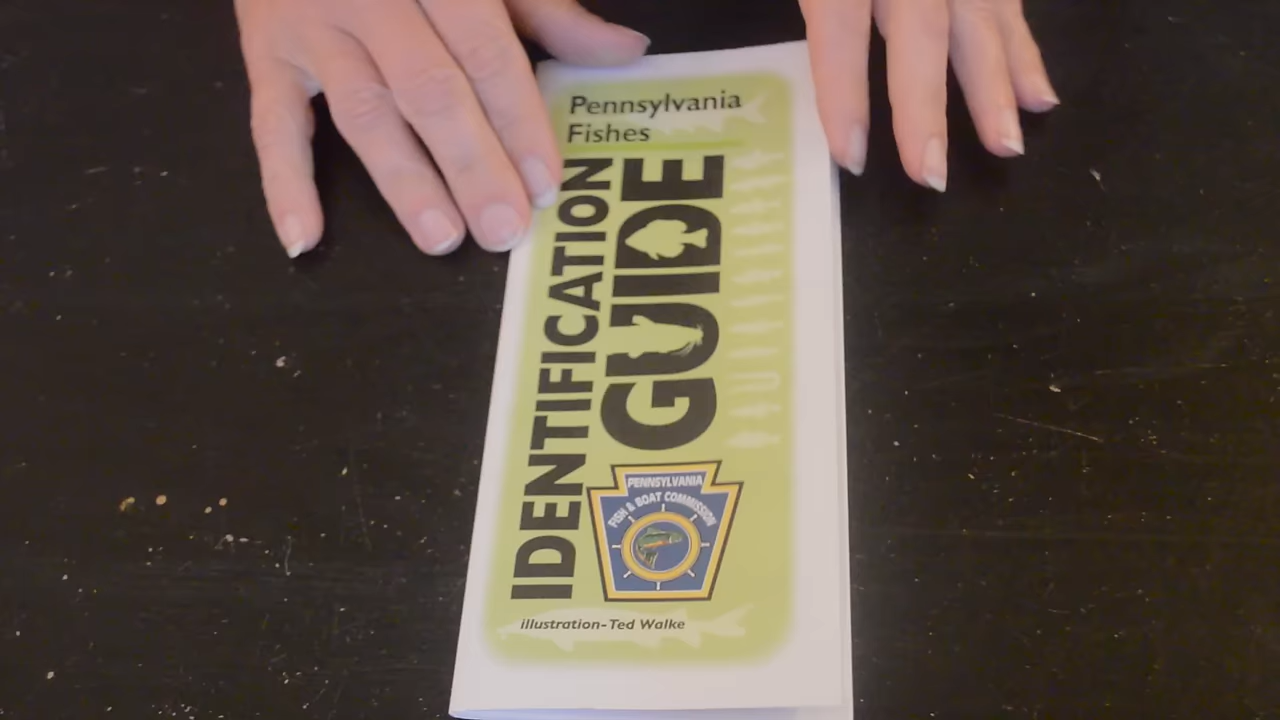 Pennsylvania
Fishes
IDENTIFICATION
GUIDE
PENNSYLVANIA
FISH & BOAT COMMISSION
illustration-Ted Walke